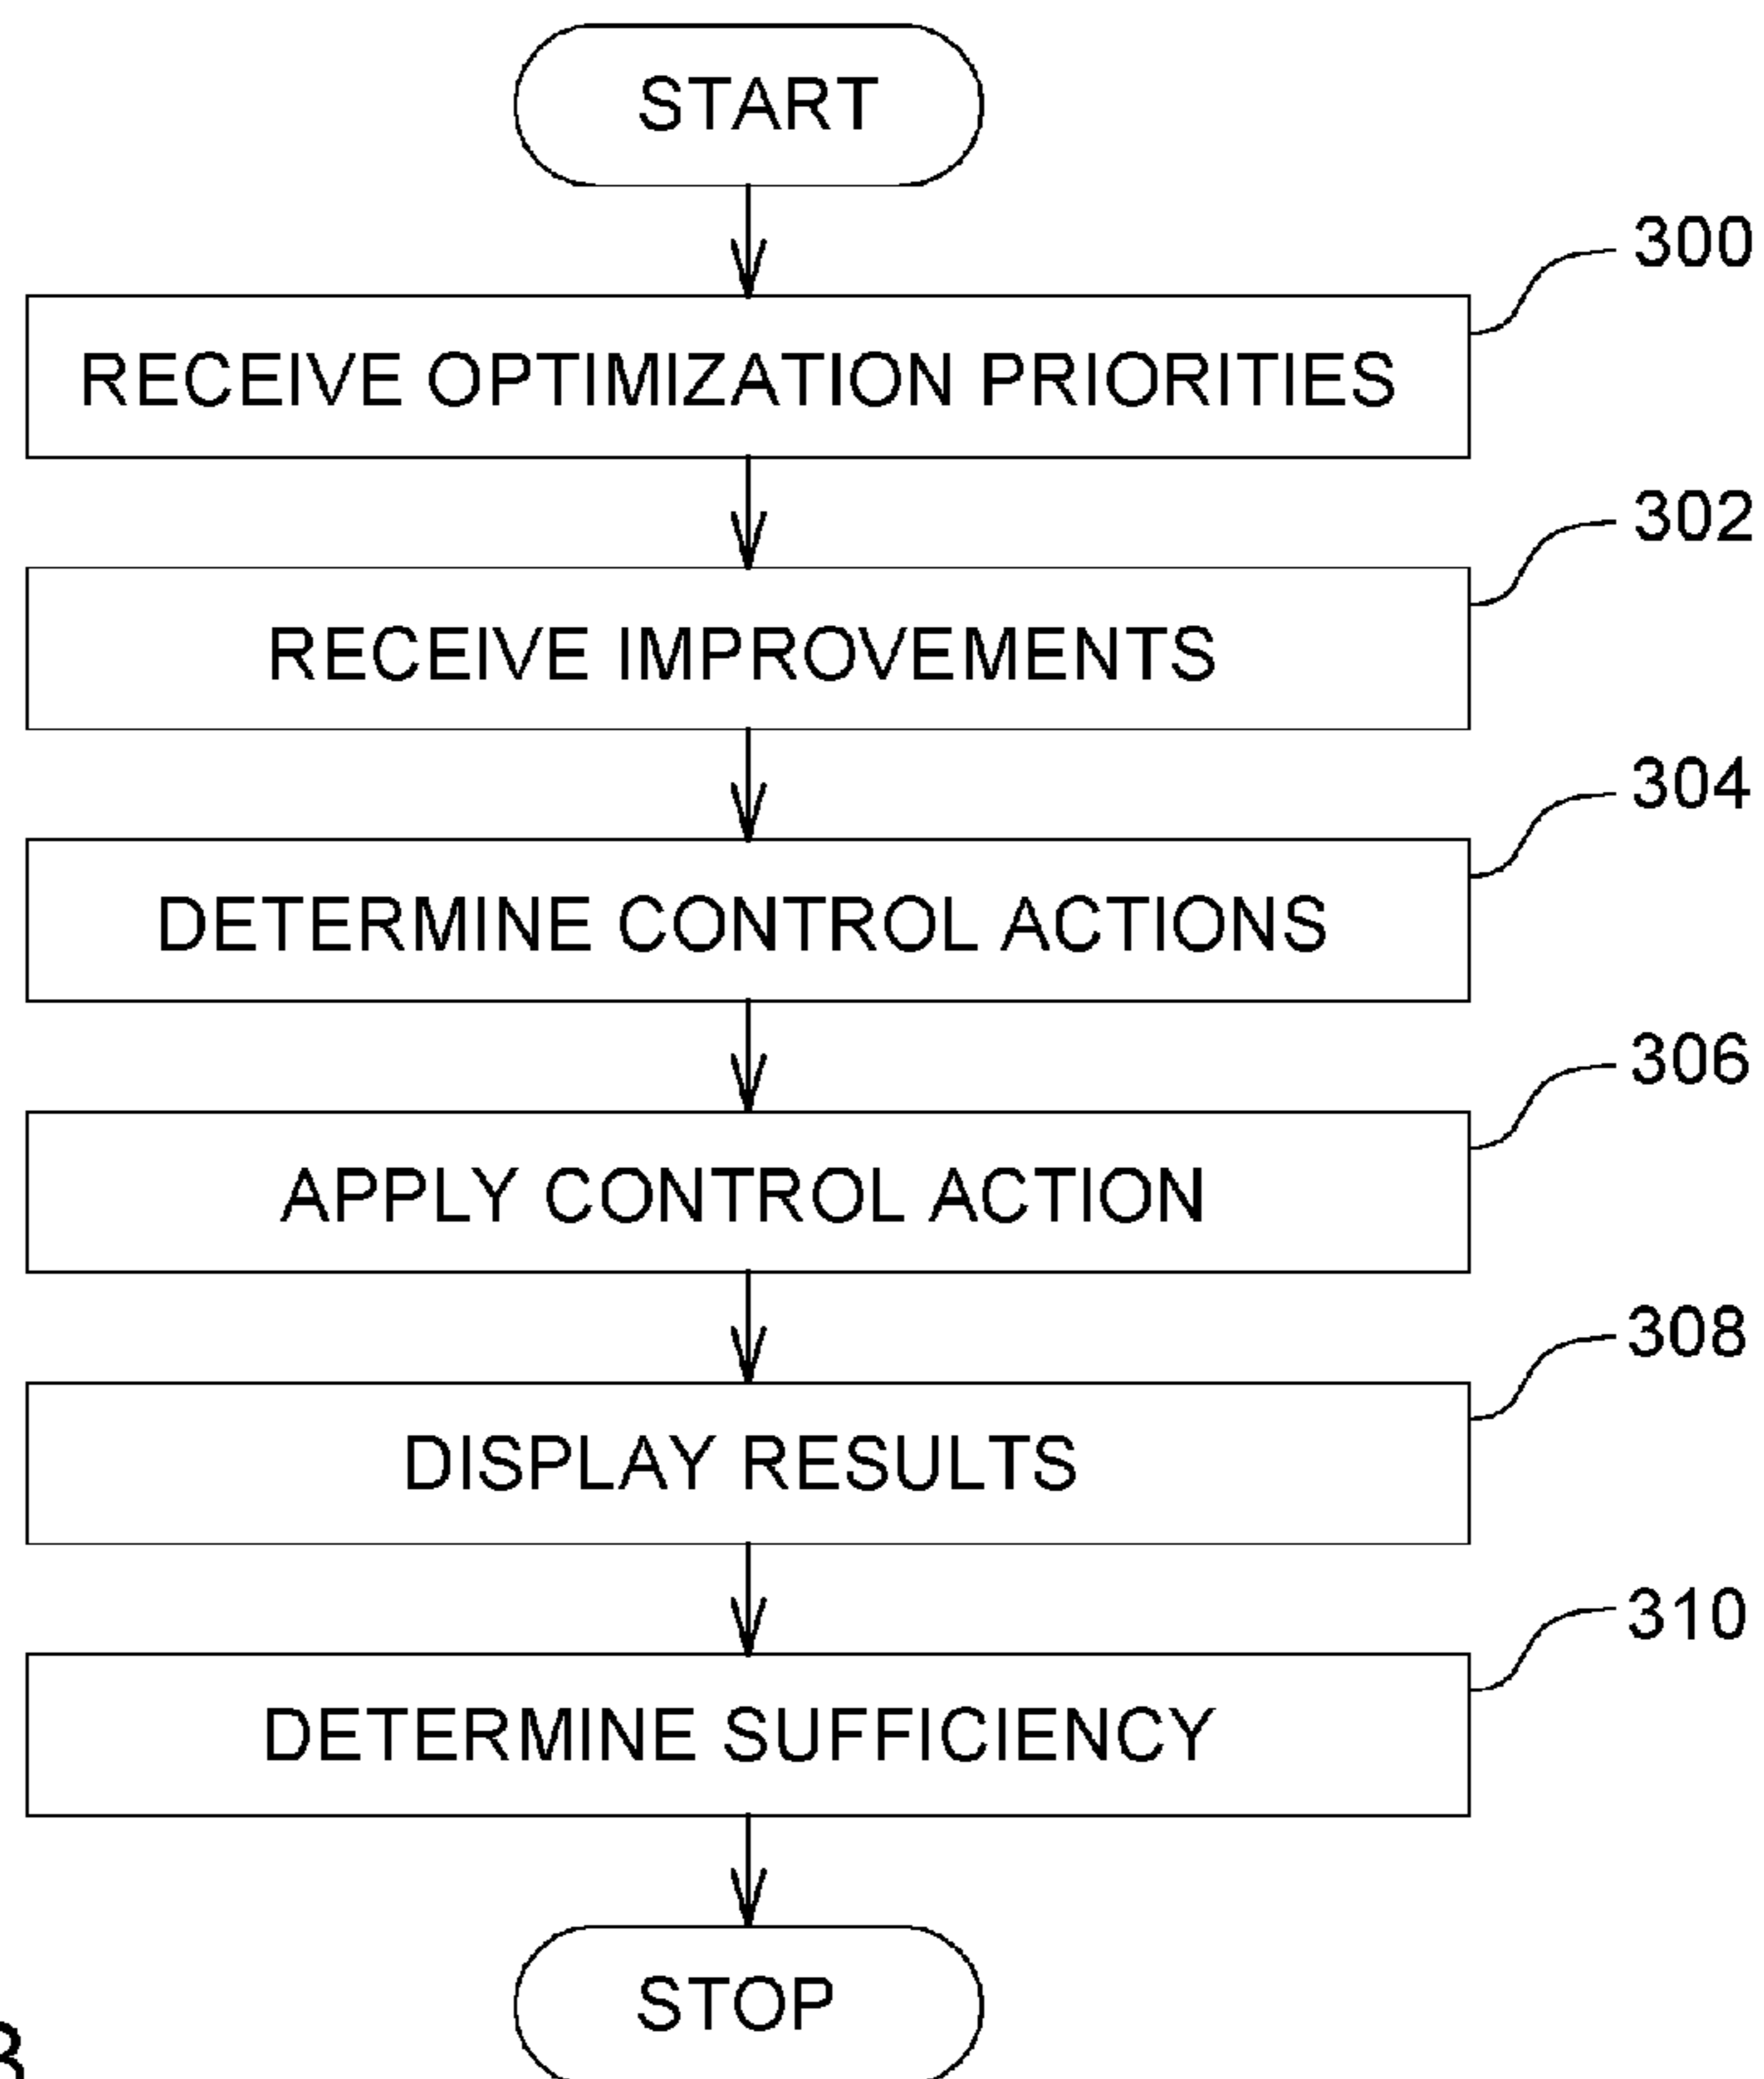 START
300
RECEIVE OPTIMIZATION PRIORITIES
302
RECEIVE IMPROVEMENTS
304
DETERMINE CONTROL ACTIONS
306
APPLY CONTROL ACTION
308
DISPLAY RESULTS
310
DETERMINE SUFFICIENCY
STOP